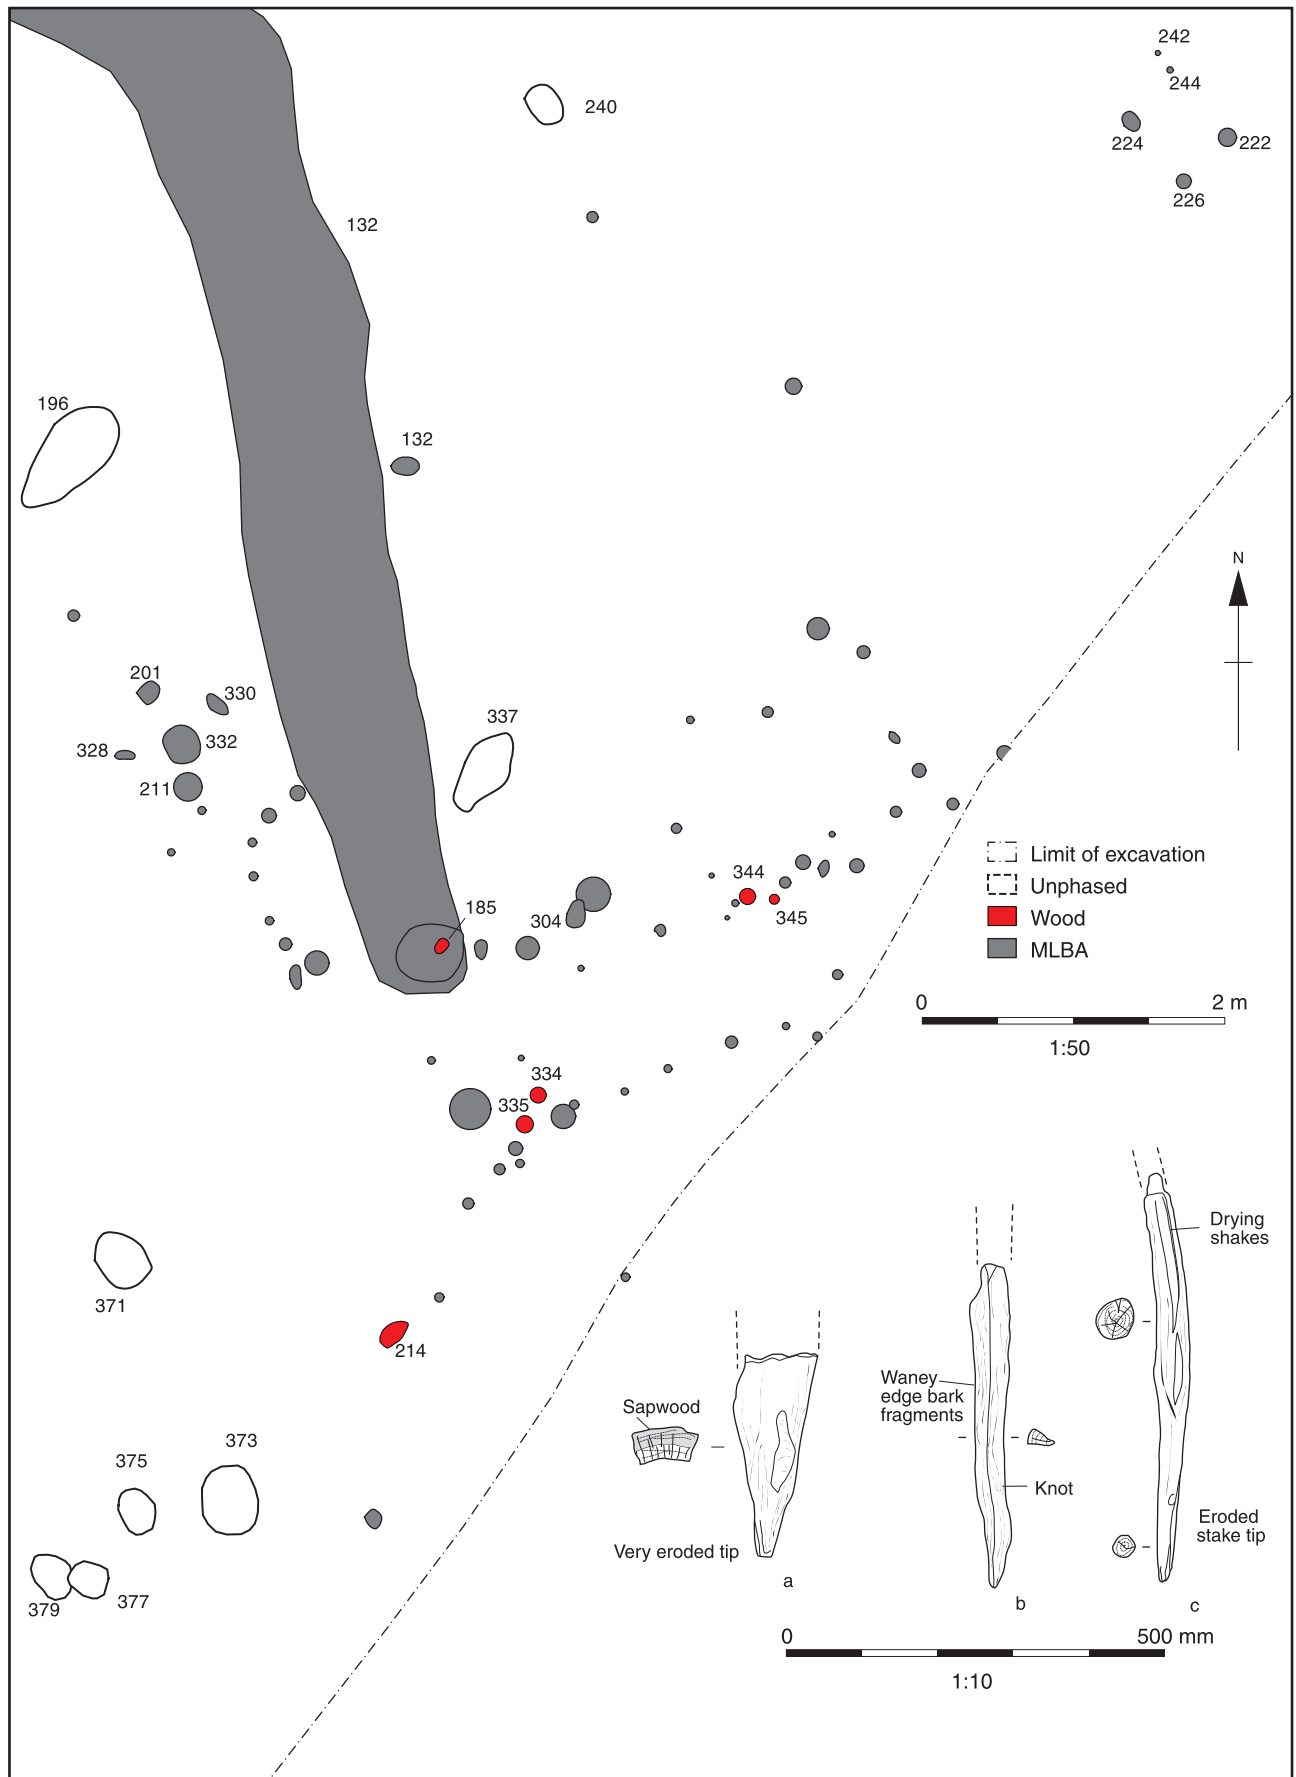 242
244
240
224
222
226
132
196
132
N
201
330
337
332
328
211
344
345
185
304
Limit of excavation
Unphased
Wood
MLBA
0
2 m
1:50
334
335
Drying
shakes
371
214
Waney
edge bark
fragments
Sapwood
373
375
Knot
Eroded
stake tip
Very eroded tip
a
b
c
379
377
0
500 mm
1:10